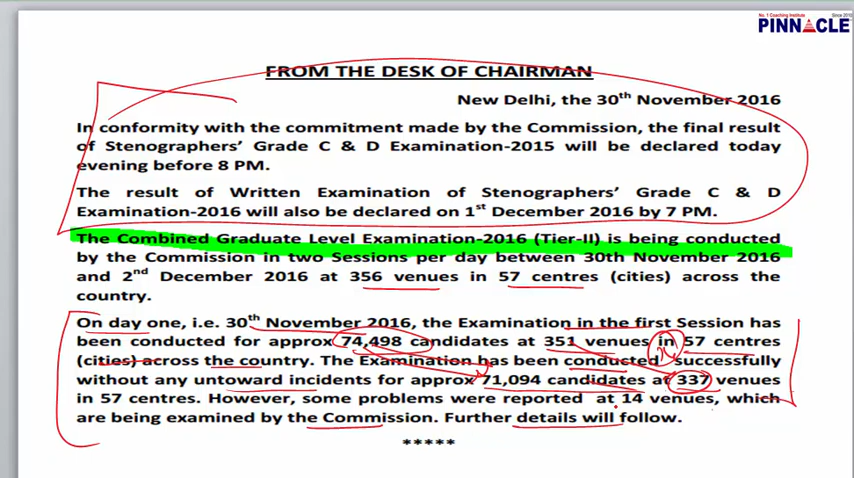 No. 1 Coaching Institute Since 2015
PINNACLE
FROM THE DESK OF CHAIRMAN
New Delhi, the 30th November 2016
In conformity with the commitment made by the Commission, the final result
of Stenographers' Grade C & D Examination-2015 will be declared today
evening before 8 PM.
The result of Written Examination of Stenographers' Grade C & D
Examination-2016 will also be declared on 1st December 2016 by 7 PM.
The Combined Graduate Level Examination-2016 (Tier-II) is being conducted
by the Commission in two Sessions per day between 30th November 2016
and 2nd December 2016 at 356 venues in 57 centres (cities) across the
country.
On day one, i.e. 30th November 2016, the Examination in the first Session has
been conducted for approx 74,498 candidates at 351 venues in 57 centres
(cities) across the country. The Examination has been conducted successfully
without any untoward incidents for approx 71,094 candidates at 337 venues
in 57 centres. However, some problems were reported at 14 venues, which
are being examined by the Commission. Further details will follow.
*****